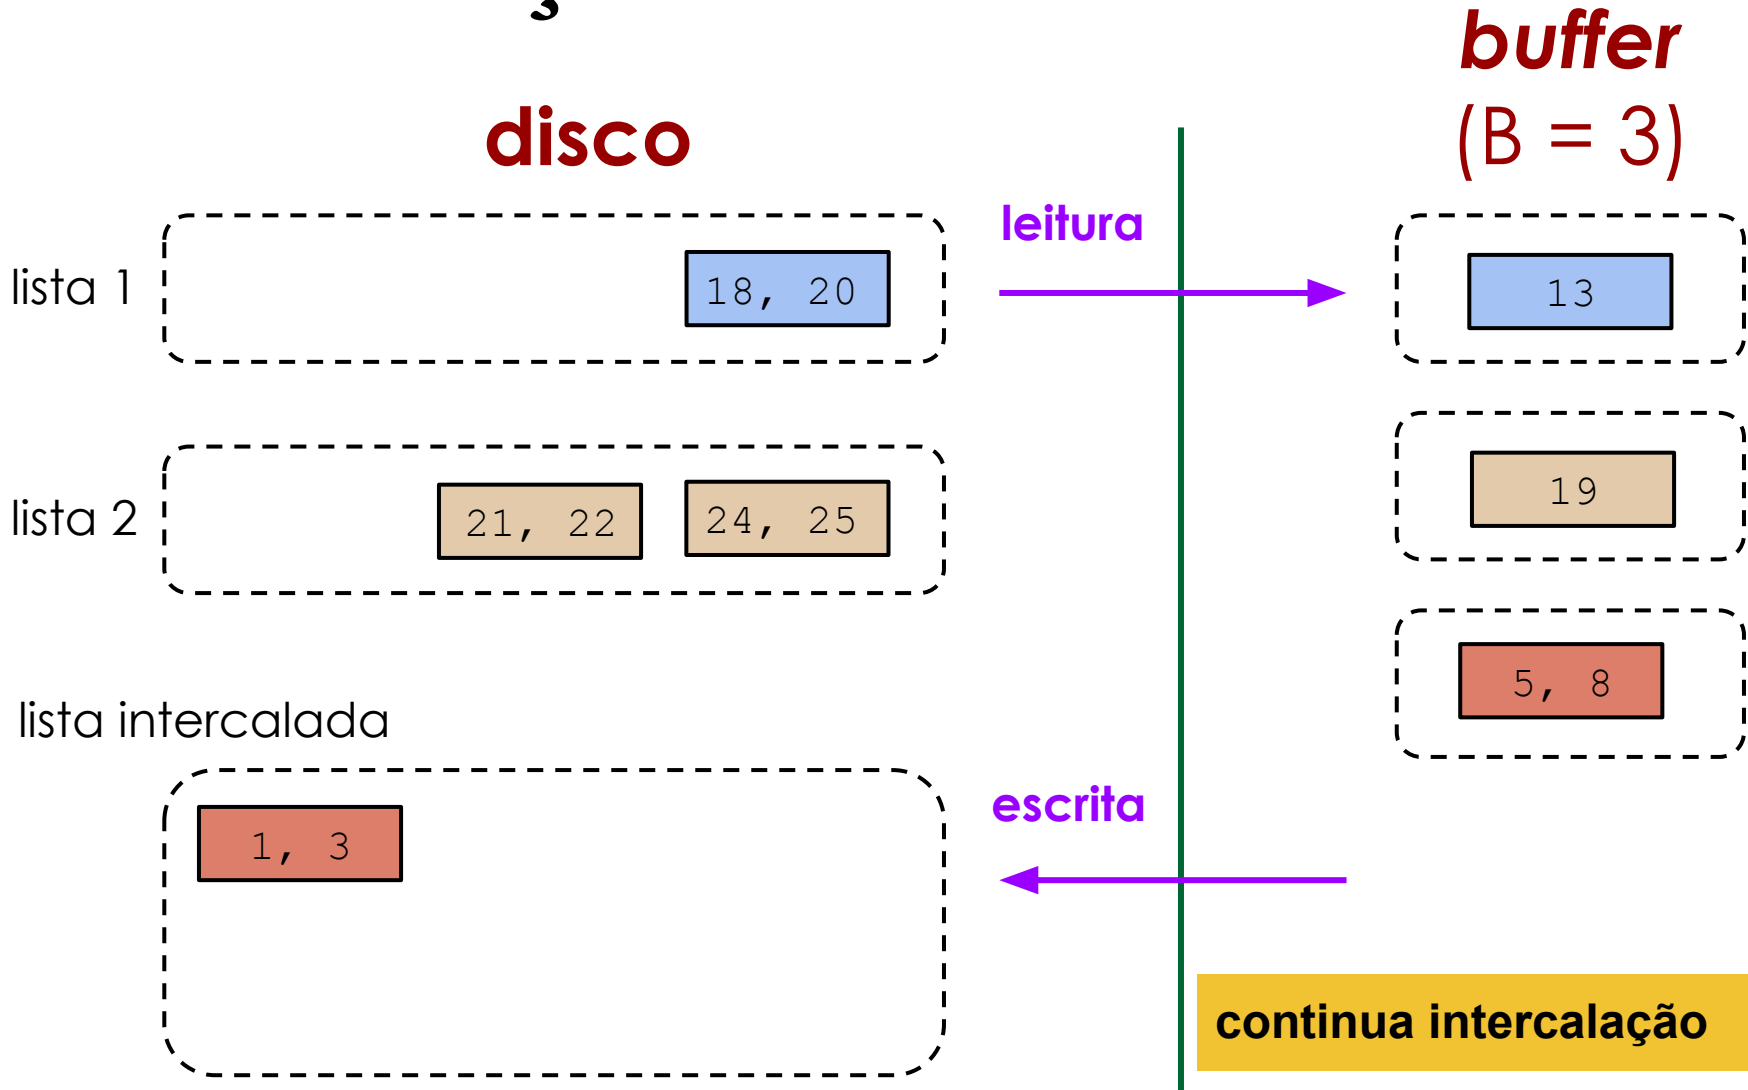 buffer
(B = 3)
disco
leitura
lista 1
18, 20
13
lista 2
21, 22
24, 25
19
5, 8
lista intercalada
escrita
1, 3
continua intercalação